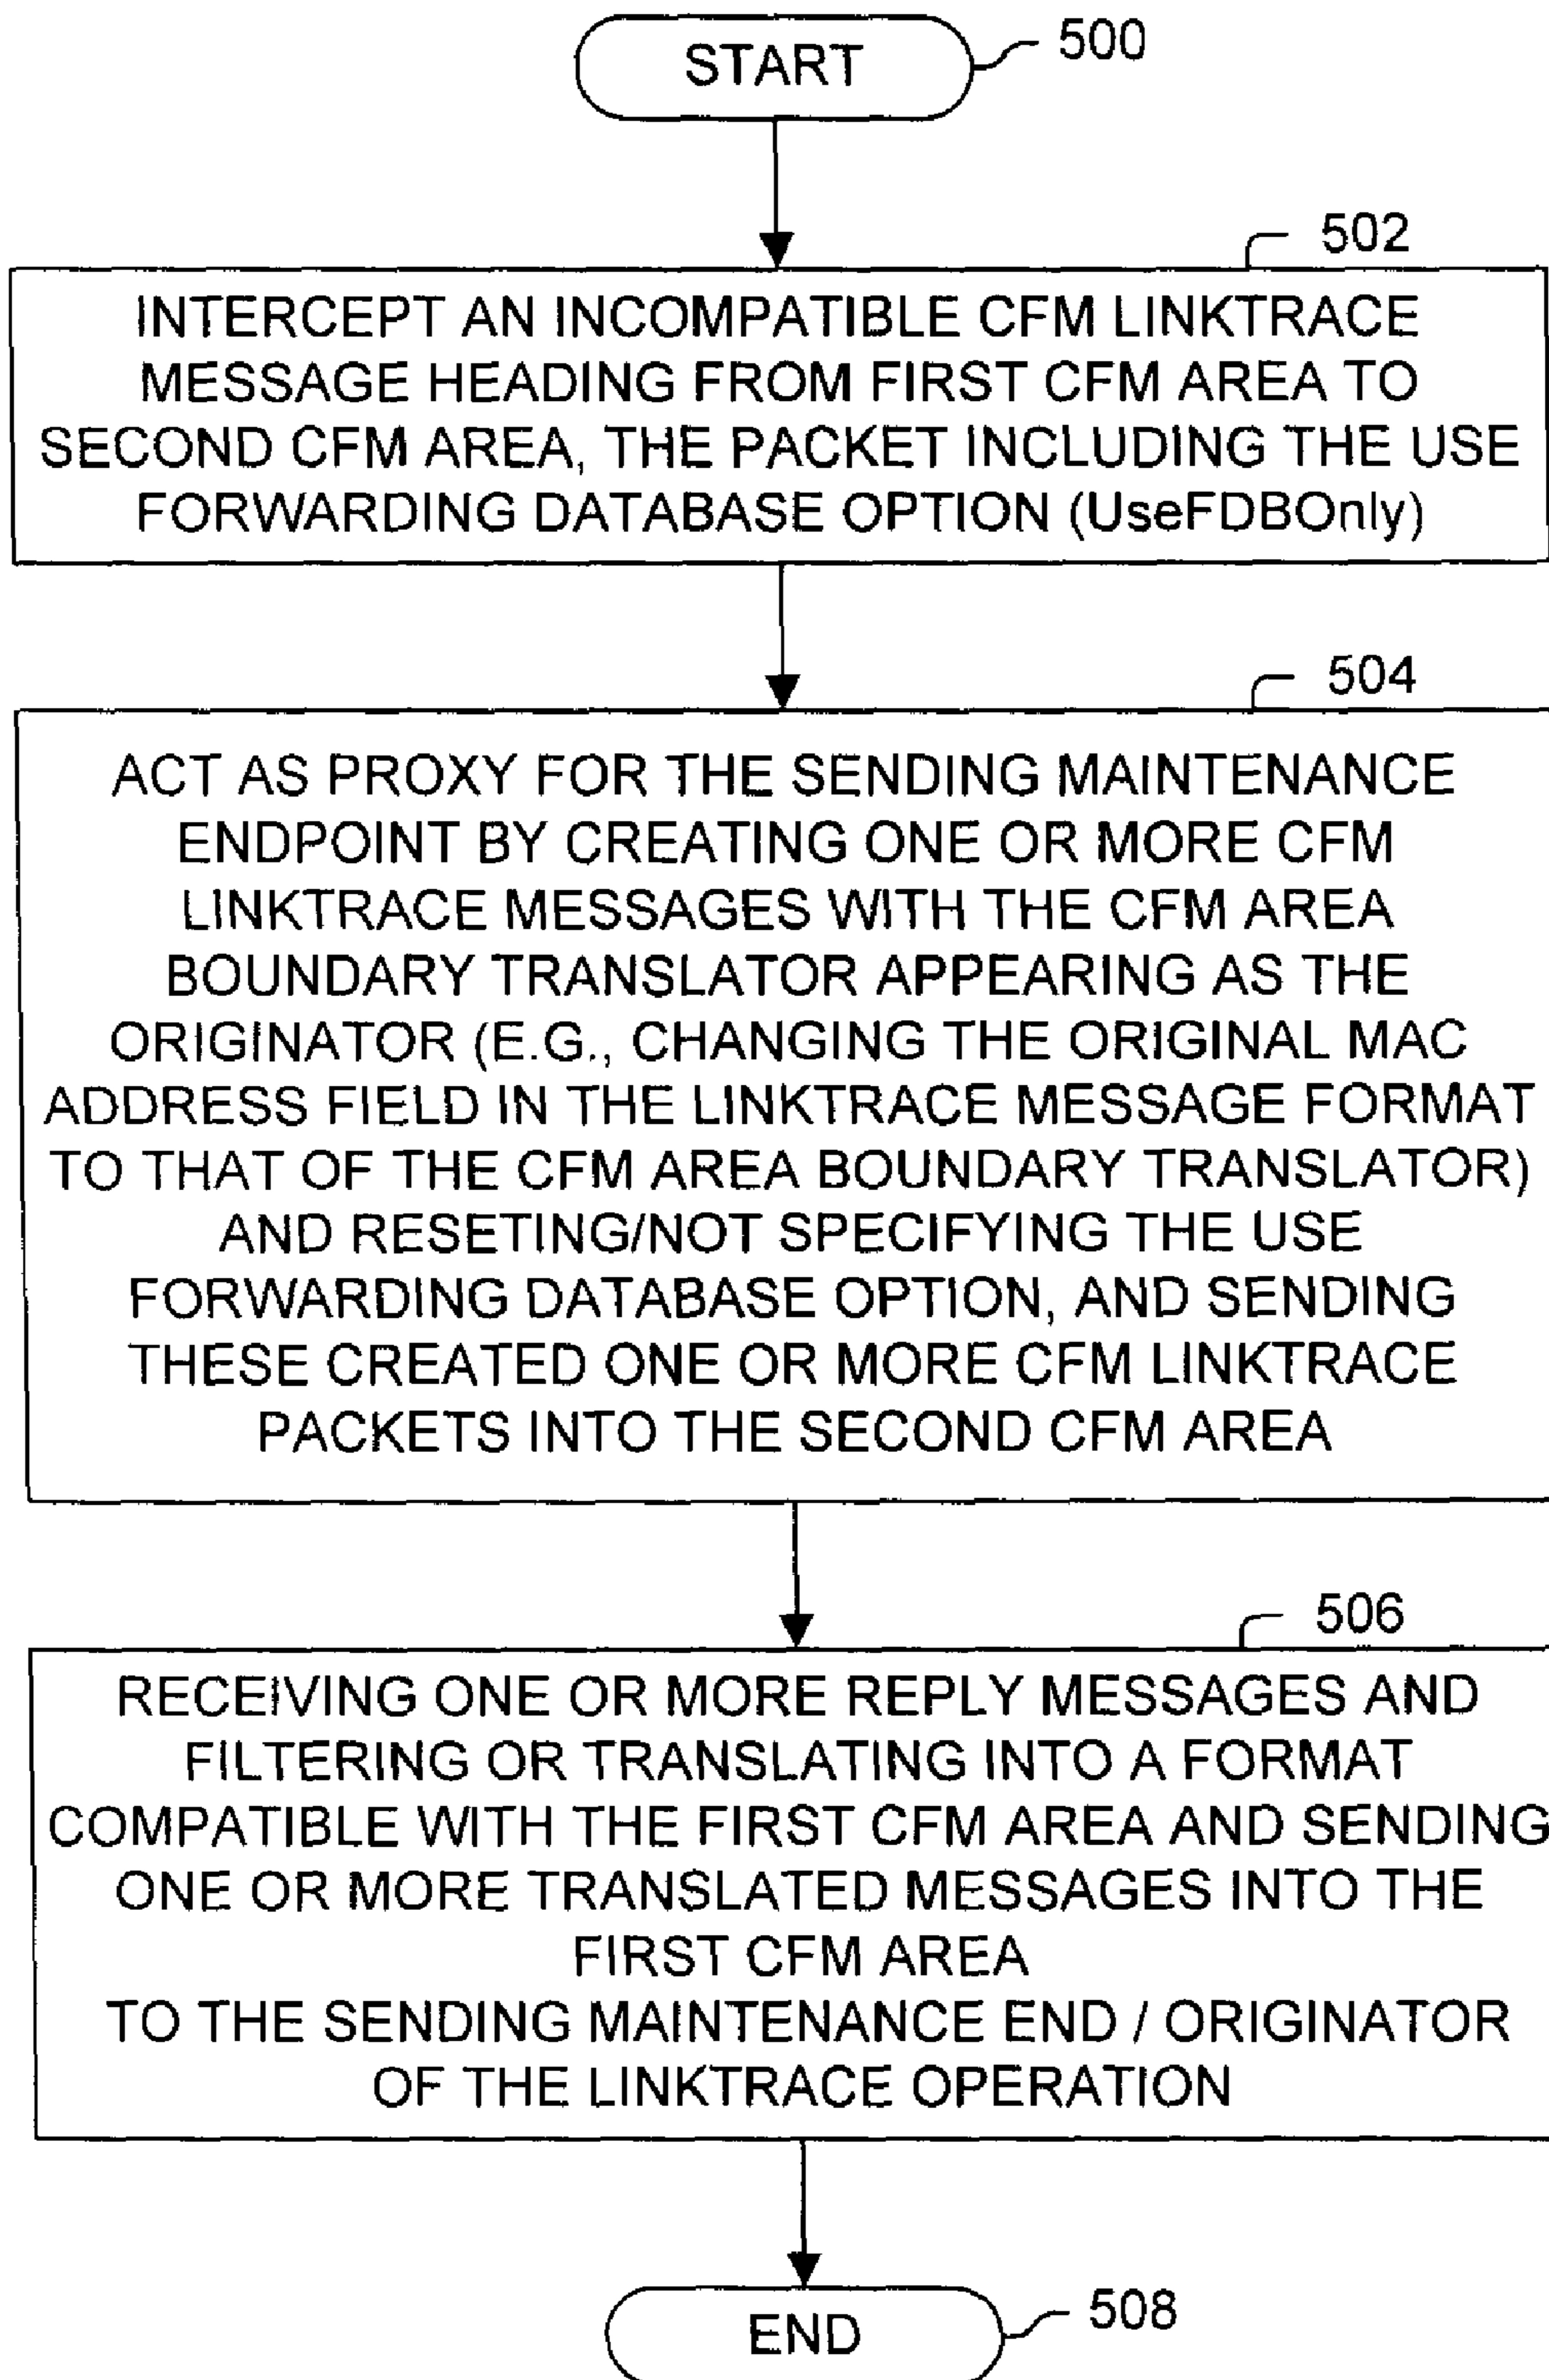 START
500
502
INTERCEPT AN INCOMPATIBLE CFM LINKTRACE
MESSAGE HEADING FROM FIRST CFM AREA TO
SECOND CFM AREA, THE PACKET INCLUDING THE USE
FORWARDING DATABASE OPTION (UseFDBOnly)
504
ACT AS PROXY FOR THE SENDING MAINTENANCE
ENDPOINT BY CREATING ONE OR MORE CFM
LINKTRACE MESSAGES WITH THE CFM AREA
BOUNDARY TRANSLATOR APPEARING AS THE
ORIGINATOR (E.G., CHANGING THE ORIGINAL MAC
ADDRESS FIELD IN THE LINKTRACE MESSAGE FORMAT
TO THAT OF THE CFM AREA BOUNDARY TRANSLATOR)
AND RESETING/NOT SPECIFYING THE USE
FORWARDING DATABASE OPTION, AND SENDING
THESE CREATED ONE OR MORE CFM LINKTRACE
PACKETS INTO THE SECOND CFM AREA
506
RECEIVING ONE OR MORE REPLY MESSAGES AND
FILTERING OR TRANSLATING INTO A FORMAT
COMPATIBLE WITH THE FIRST CFM AREA AND SENDING
ONE OR MORE TRANSLATED MESSAGES INTO THE
FIRST CFM AREA
TO THE SENDING MAINTENANCE END / ORIGINATOR
OF THE LINKTRACE OPERATION
END
508